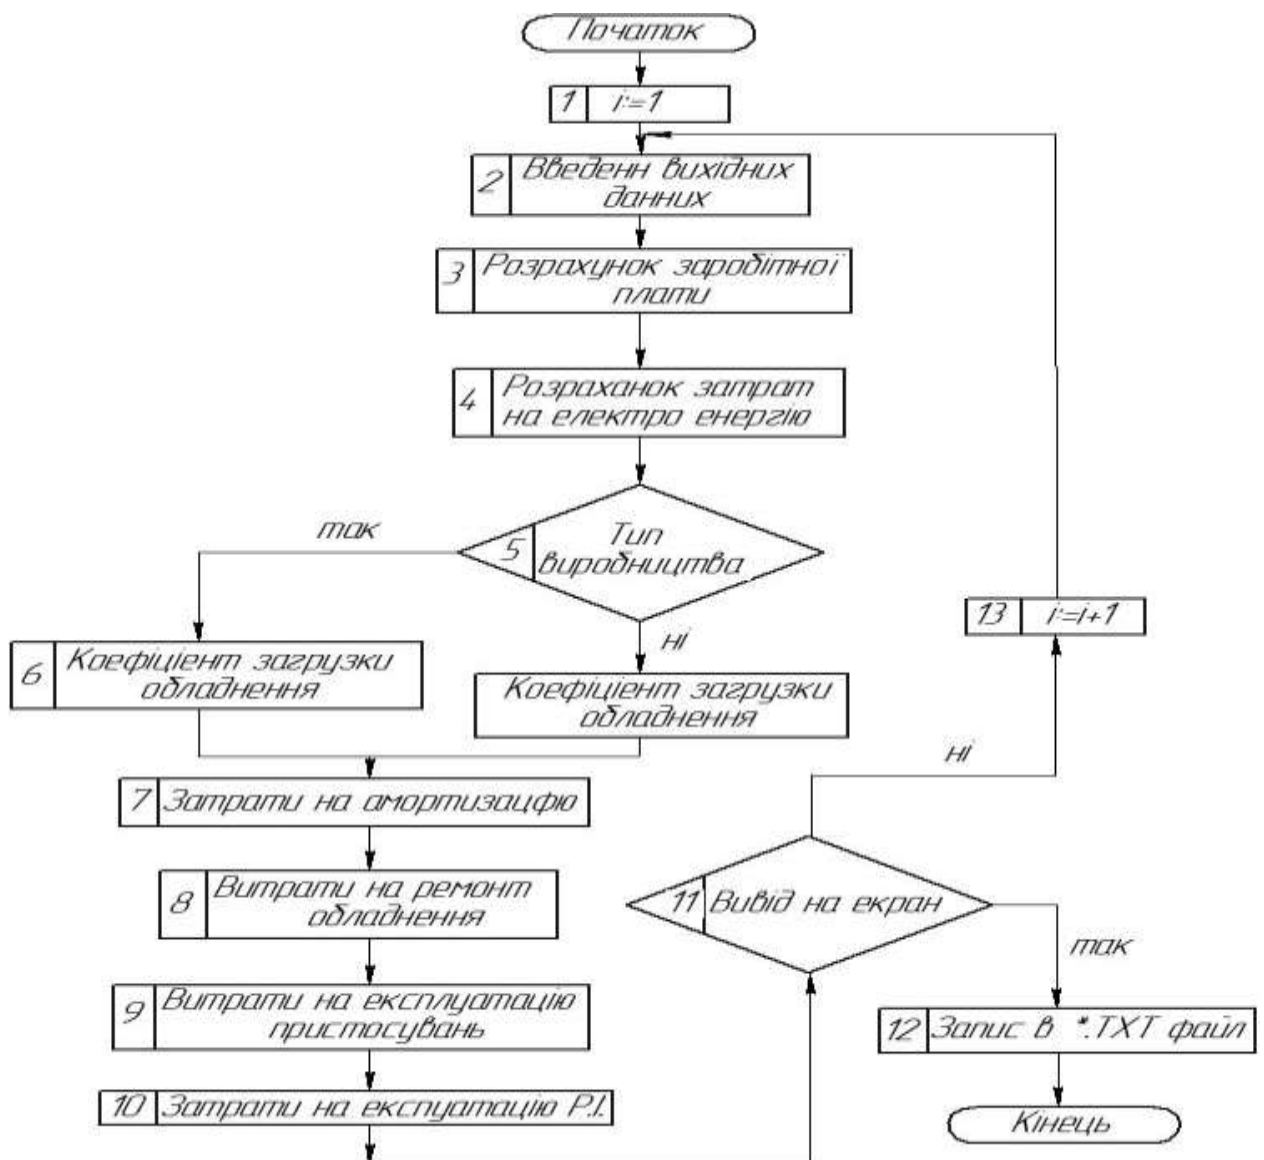 Початок
1 i:=1
2 Введенн вихідних
данних
3 Розрахунок заробітної
плати
4 Розраханок затрат
на електро енергію
5 Тип
виробництва
так
ні
6 Коефіцієнт загрузки
обладнення
Коефіцієнт загрузки
обладнення
7 Затрати на амортизацфю
8 Витрати на ремонт
обладнення
9 Витрати на експлуатацію
пристосувань
10 Затрати на експуатацію Р.І.
11 Вивід на екран
ні
13 i:=i+1
так
12 Запис в *.TXT файл
Кінець